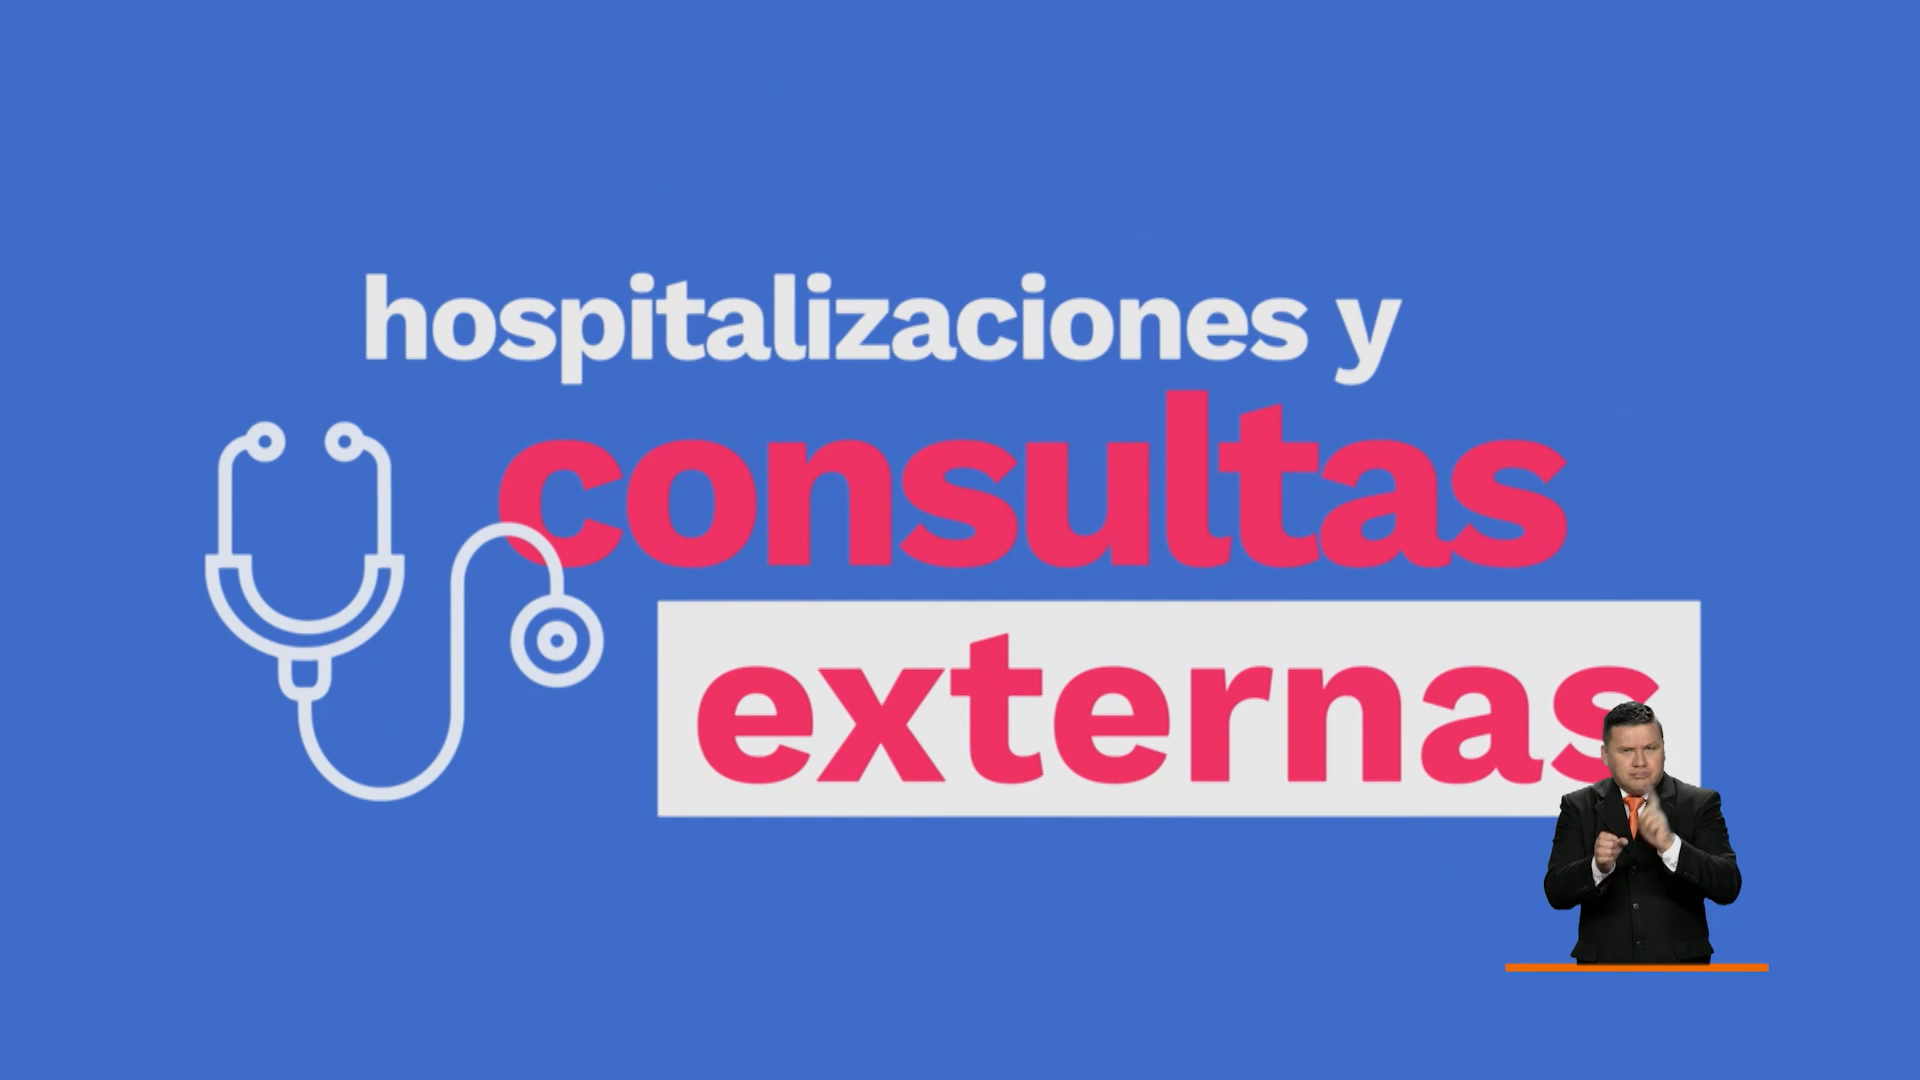 hospitalizaciones y
consultas
externas